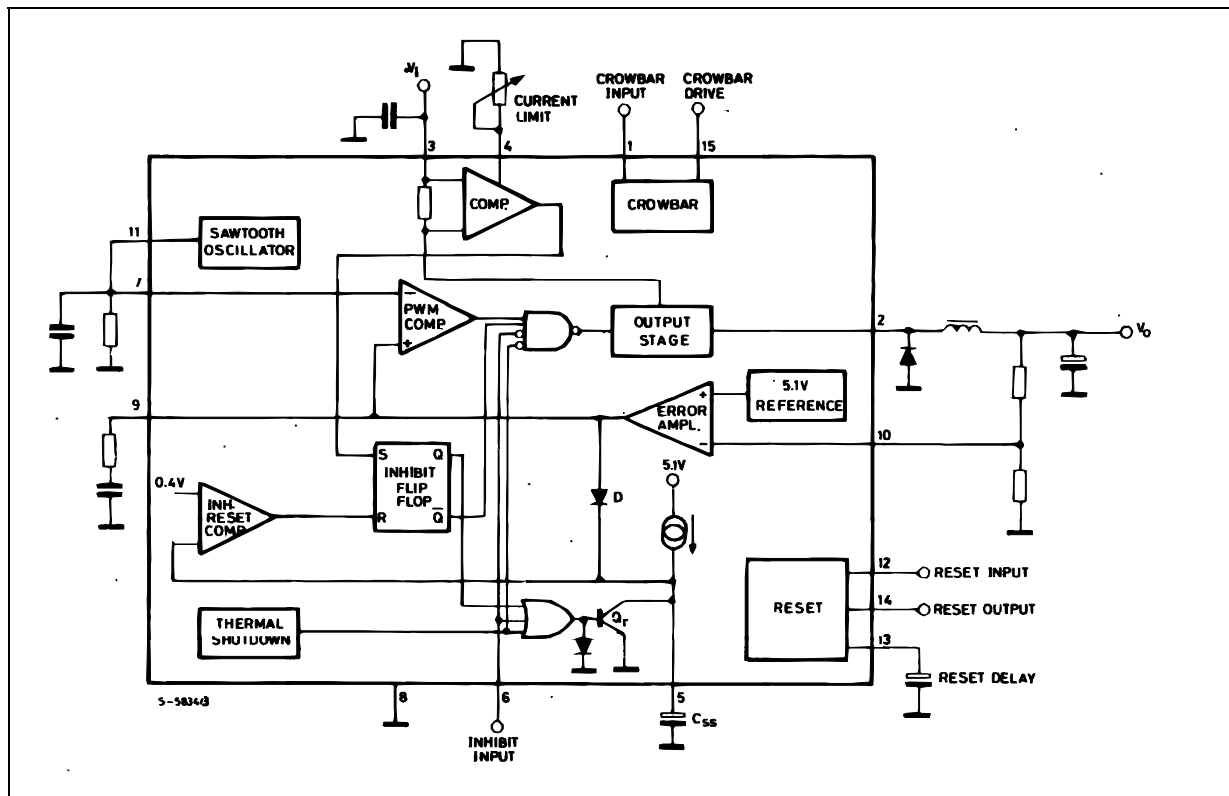 Vi
CURRENT
LIMIT
CROWBAR
INPUT
CROWBAR
DRIVE
3
4
1
15
COMP.
CROWBAR
11
SAWTOOTH
OSCILLATOR
7
PWM
COMP.
-
+
OUTPUT
STAGE
2
Vo
5.1V
REFERENCE
ERROR
AMPL.
+
-
9
10
S Q
INHIBIT
FLIP
FLOP
R Q̅
0.4V
INH.
RESET
COMP.
D
5.1V
RESET
12
RESET INPUT
14
RESET OUTPUT
13
RESET DELAY
THERMAL
SHUTDOWN
Qr
8
6
5
Css
INHIBIT
INPUT